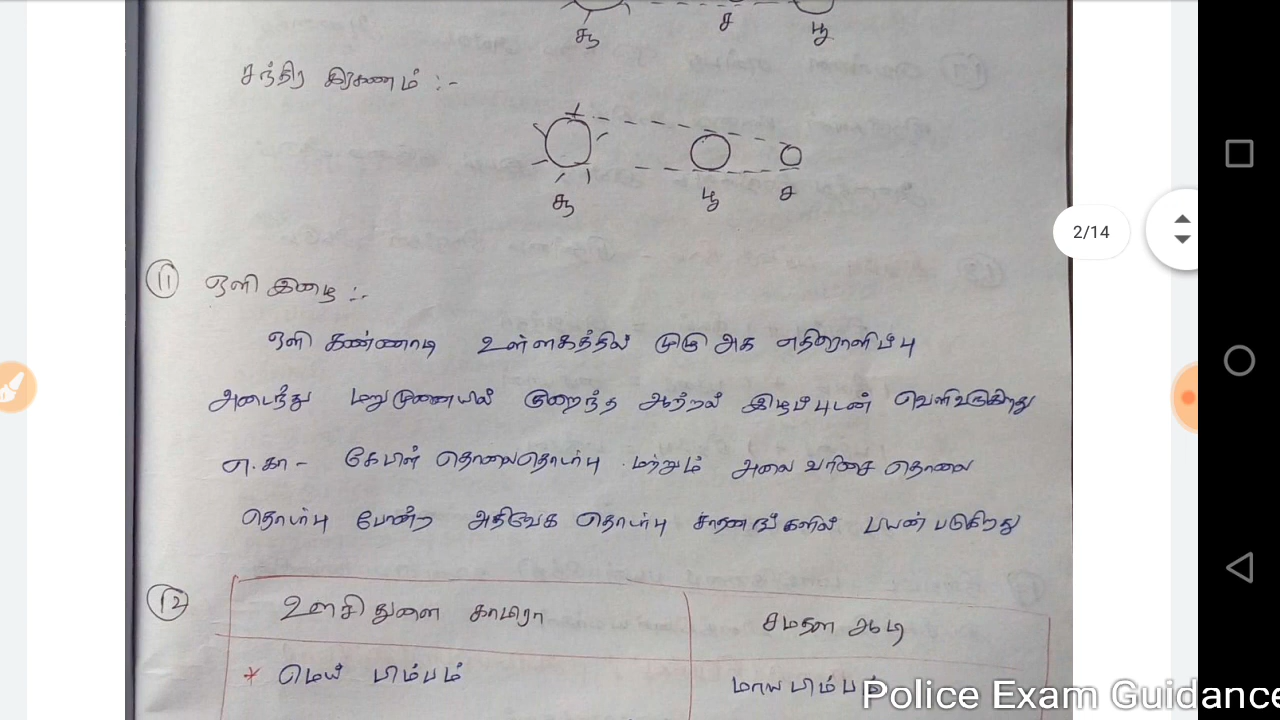 சூ ச பூ
சந்திர கிரகணம் :-
சூ பூ ச
2/14
11 ஒளி இழை :-
ஒளி கண்ணாடி உள்ளகத்தில் முழு அக எதிரொளிப்பு
அடைந்து மறுமுனையில் குறைந்த ஆற்றல் இழப்புடன் வெளிவருகிறது
எ.கா - கேபிள் தொலைதொடர்பு மற்றும் அலை வரிசை தொலை
தொடர்பு போன்ற அதிவேக தொடர்பு சாதனங்களில் பயன்படுகிறது
12 ஊசி துளை காமிரா சமதள ஆடி
* மெய் பிம்பம் மாய பிம்பம்
Police Exam Guidance